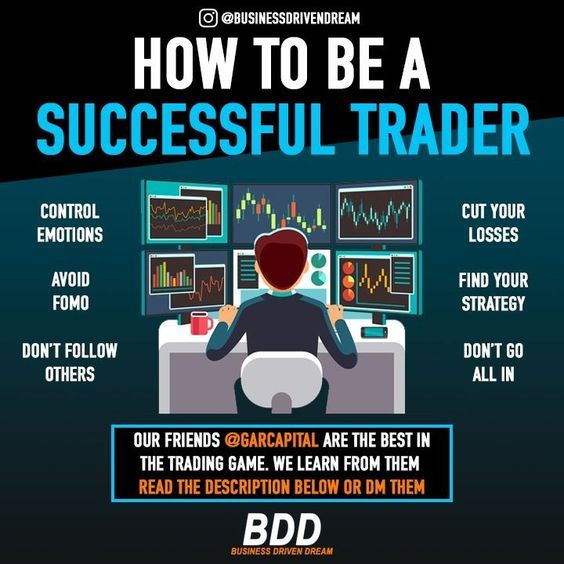 @BUSINESSDRIVENDREAM
HOW TO BE A
SUCCESSFUL TRADER
CONTROL
EMOTIONS
AVOID
FOMO
DON'T FOLLOW
OTHERS
CUT YOUR
LOSSES
FIND YOUR
STRATEGY
DON'T GO
ALL IN
OUR FRIENDS @GARCAPITAL ARE THE BEST IN
THE TRADING GAME. WE LEARN FROM THEM
READ THE DESCRIPTION BELOW OR DM THEM
BDD
BUSINESS DRIVEN DREAM